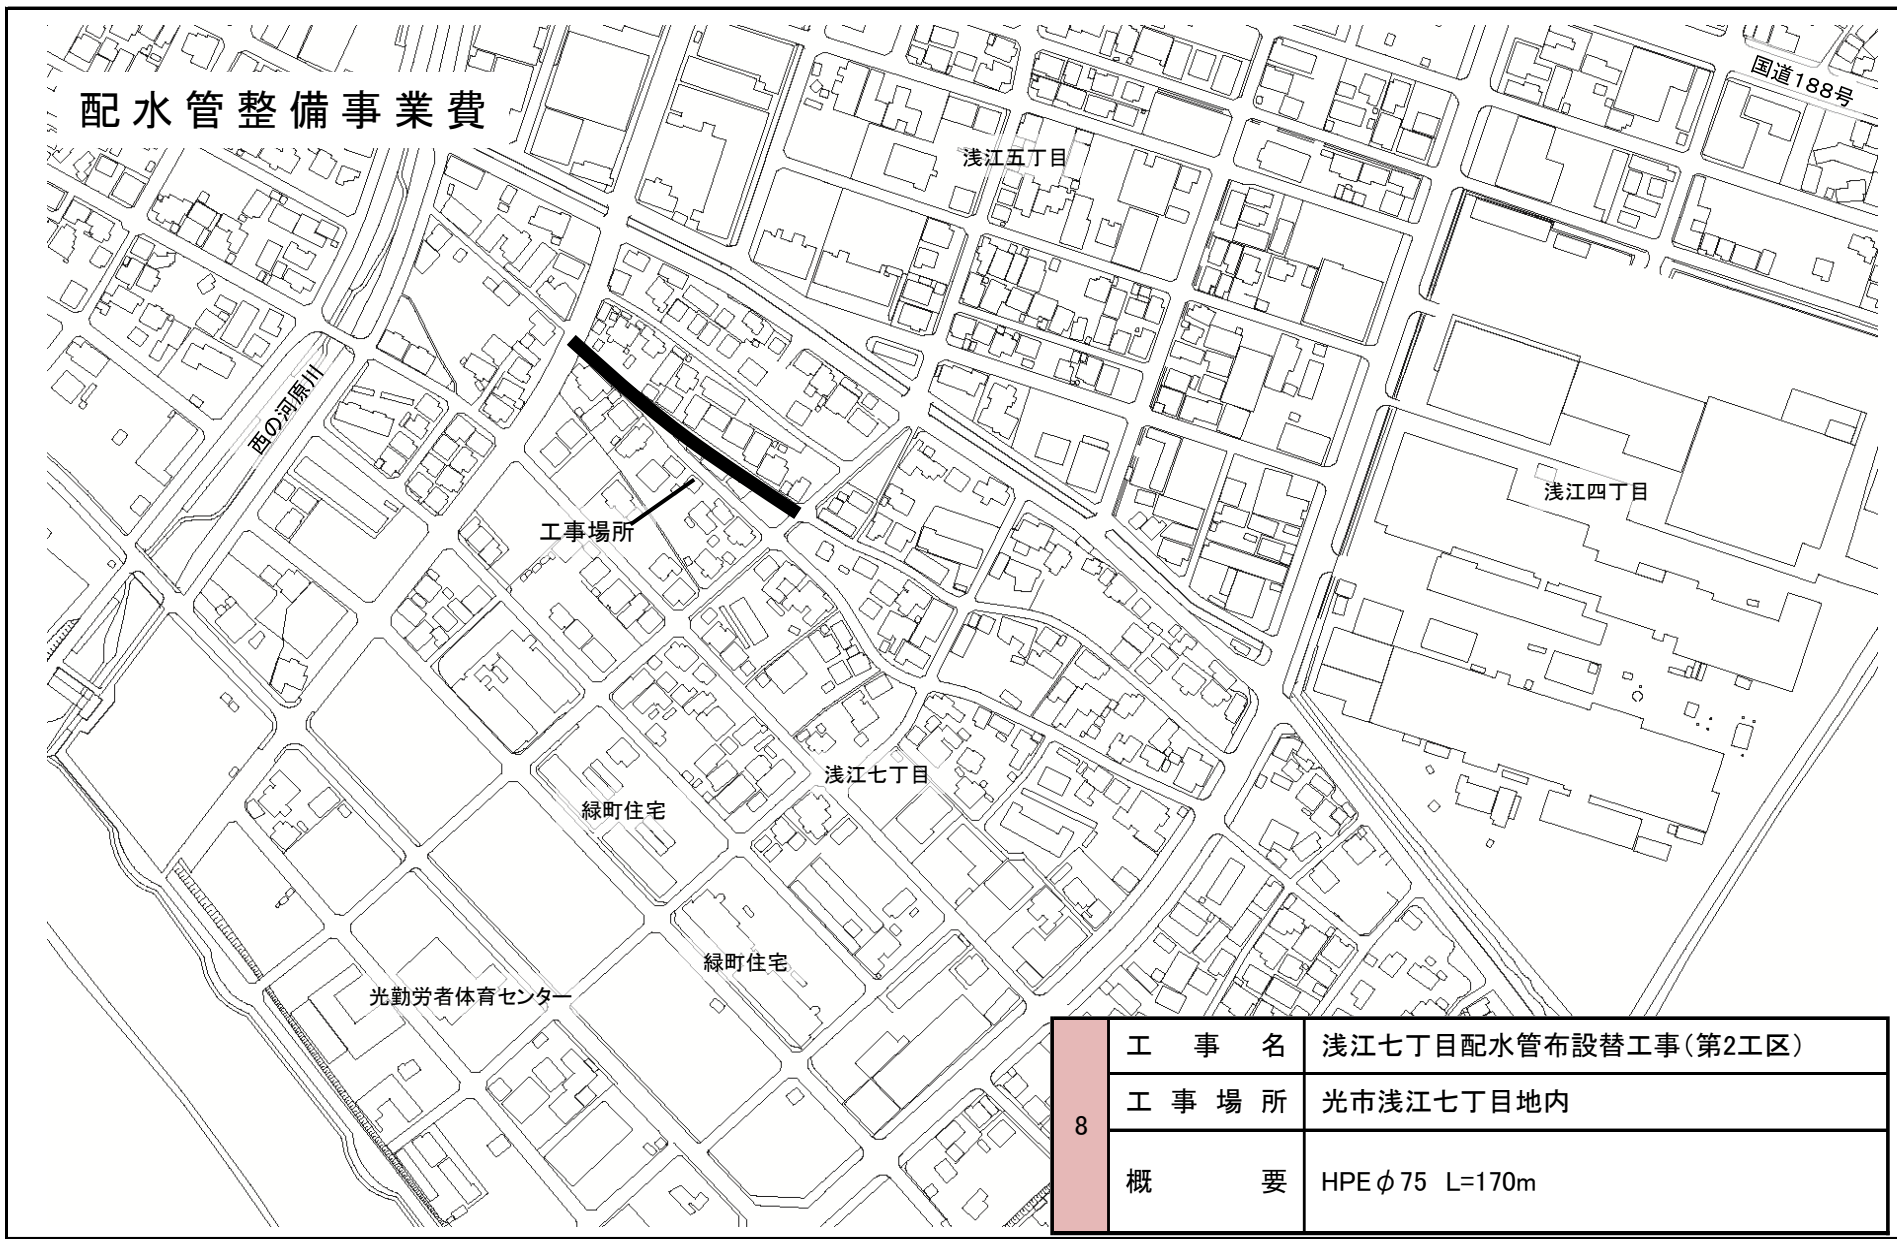 配水管整備事業費
国道188号
浅江五丁目
西の河原川
浅江四丁目
工事場所
浅江七丁目
緑町住宅
緑町住宅
光勤労者体育センター
8
工事名 浅江七丁目配水管布設替工事(第2工区)
工事場所 光市浅江七丁目地内
概要 HPEφ75 L=170m